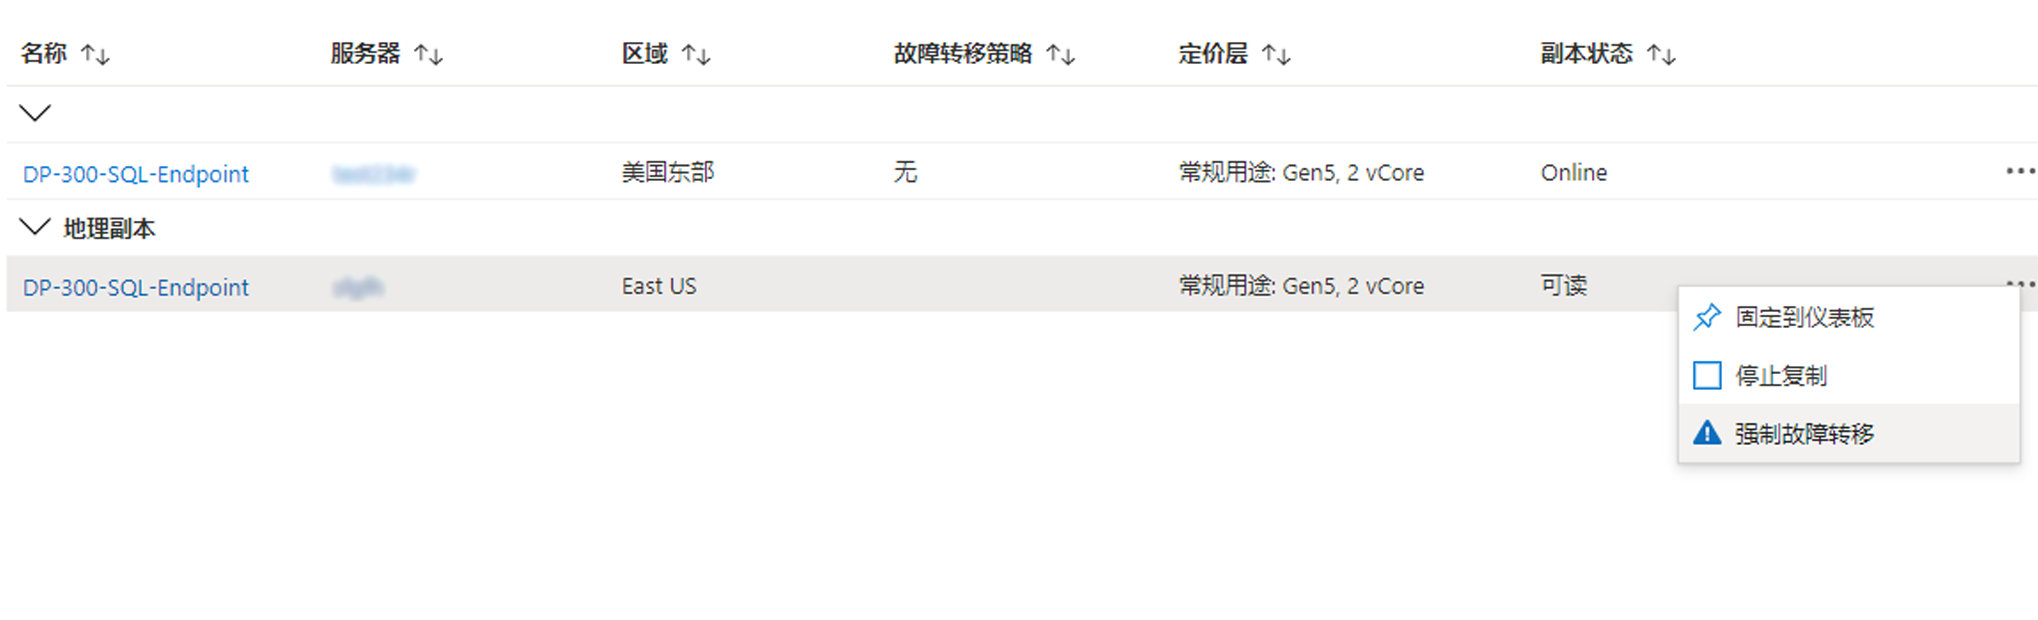 名称 服务器 区域 故障转移策略 定价层 副本状态
DP-300-SQL-Endpoint 美国东部 无 常规用途: Gen5, 2 vCore Online
地理副本
DP-300-SQL-Endpoint East US 常规用途: Gen5, 2 vCore 可读
固定到仪表板
停止复制
强制故障转移